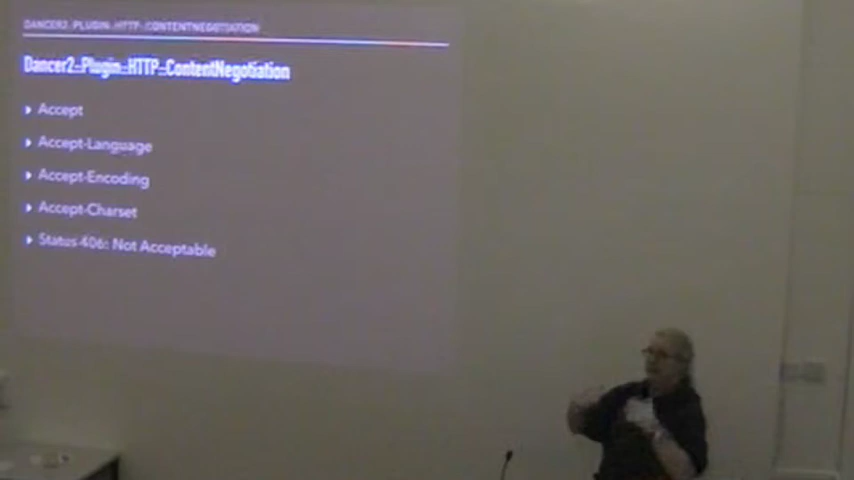 DANCER2::PLUGIN::HTTP::CONTENTNEGOTIATION
Dancer2::Plugin::HTTP::ContentNegotiation
Accept
Accept-Language
Accept-Encoding
Accept-Charset
Status 406: Not Acceptable